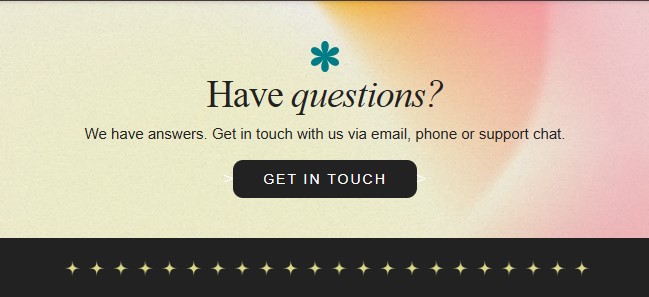 Have questions?
We have answers. Get in touch with us via email, phone or support chat.
> GET IN TOUCH >